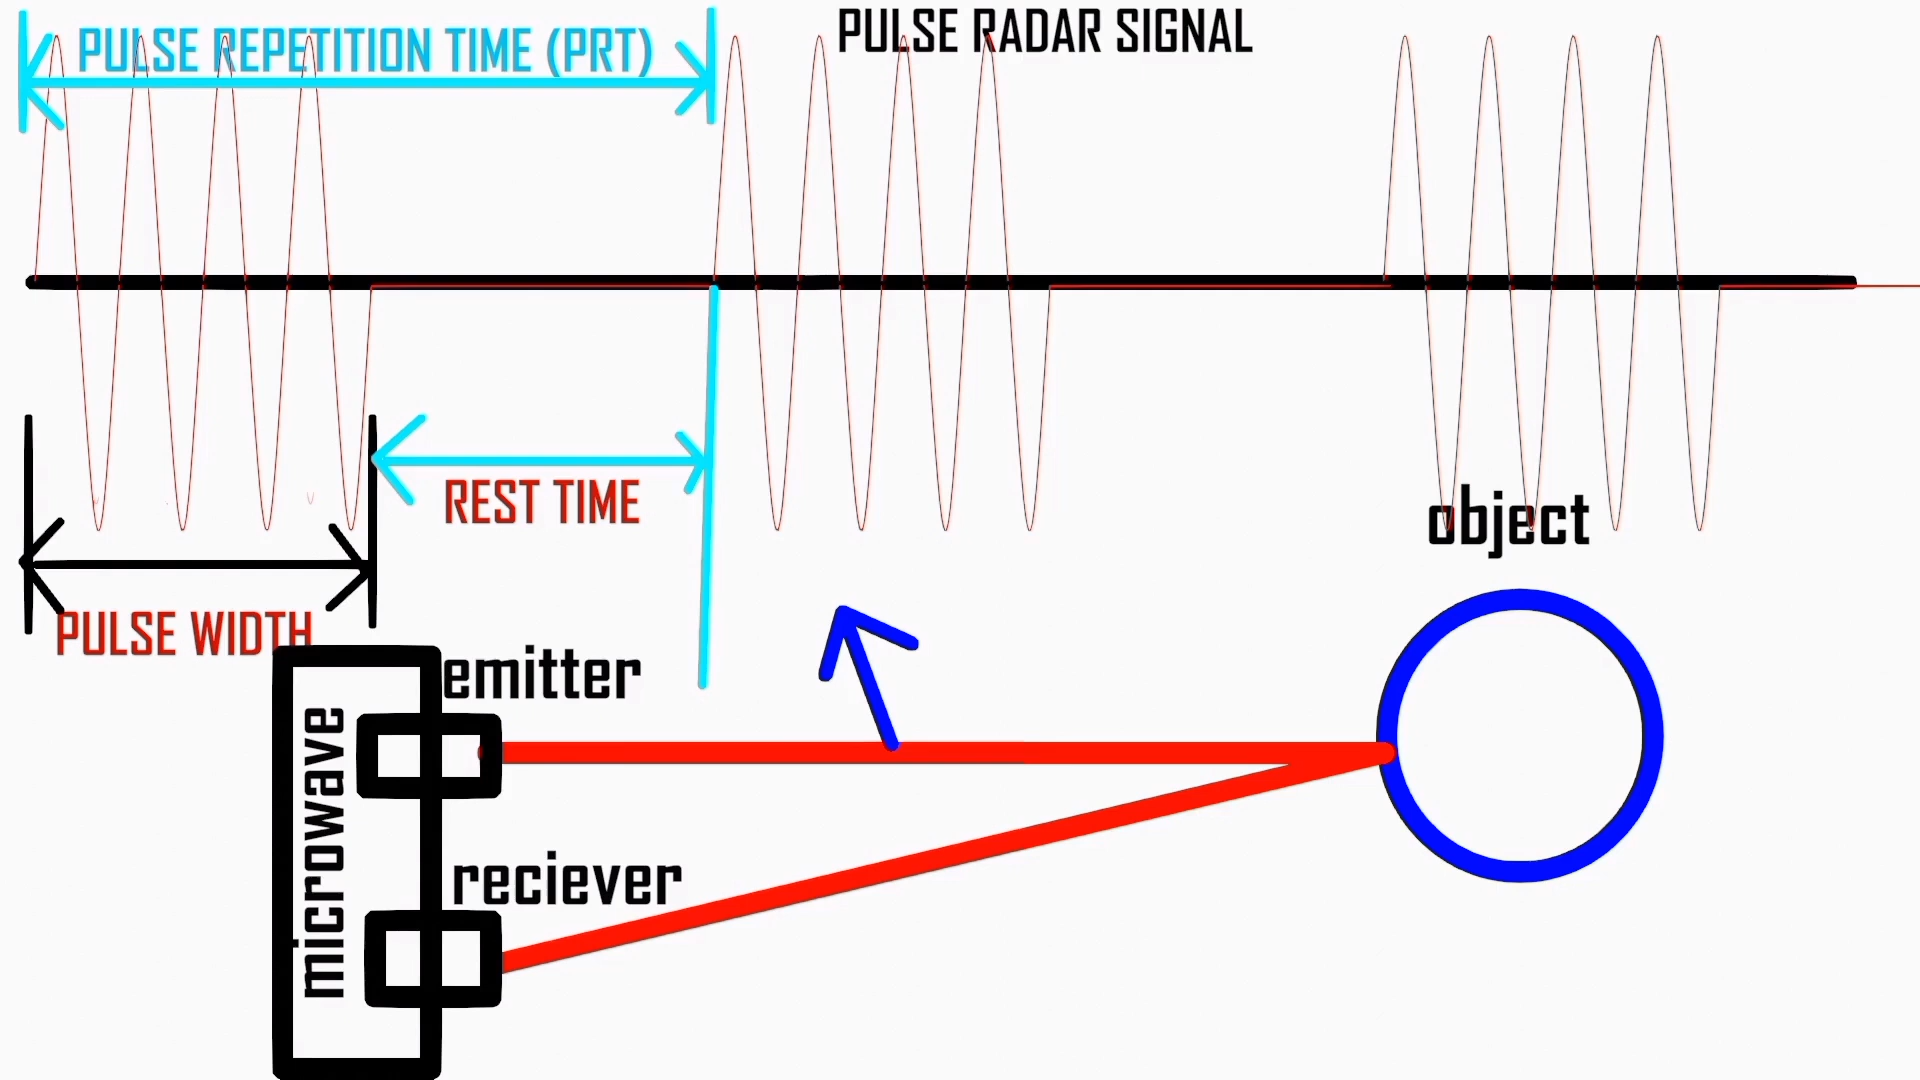 PULSE RADAR SIGNAL
PULSE REPETITION TIME (PRT)
REST TIME
PULSE WIDTH
object
emitter
microwave
reciever